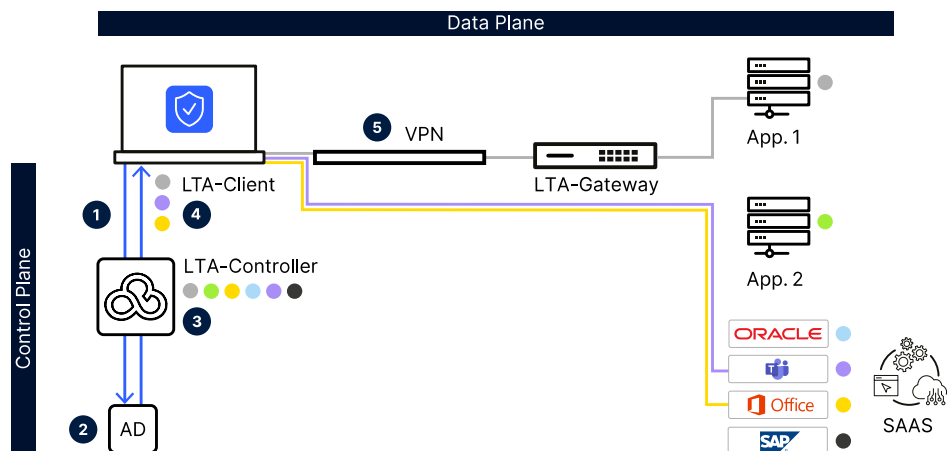 Data Plane
5
VPN
App. 1
LTA-Client
LTA-Gateway
1
4
App. 2
Control Plane
LTA-Controller
3
ORACLE
T
Office
SAP
SAAS
2
AD